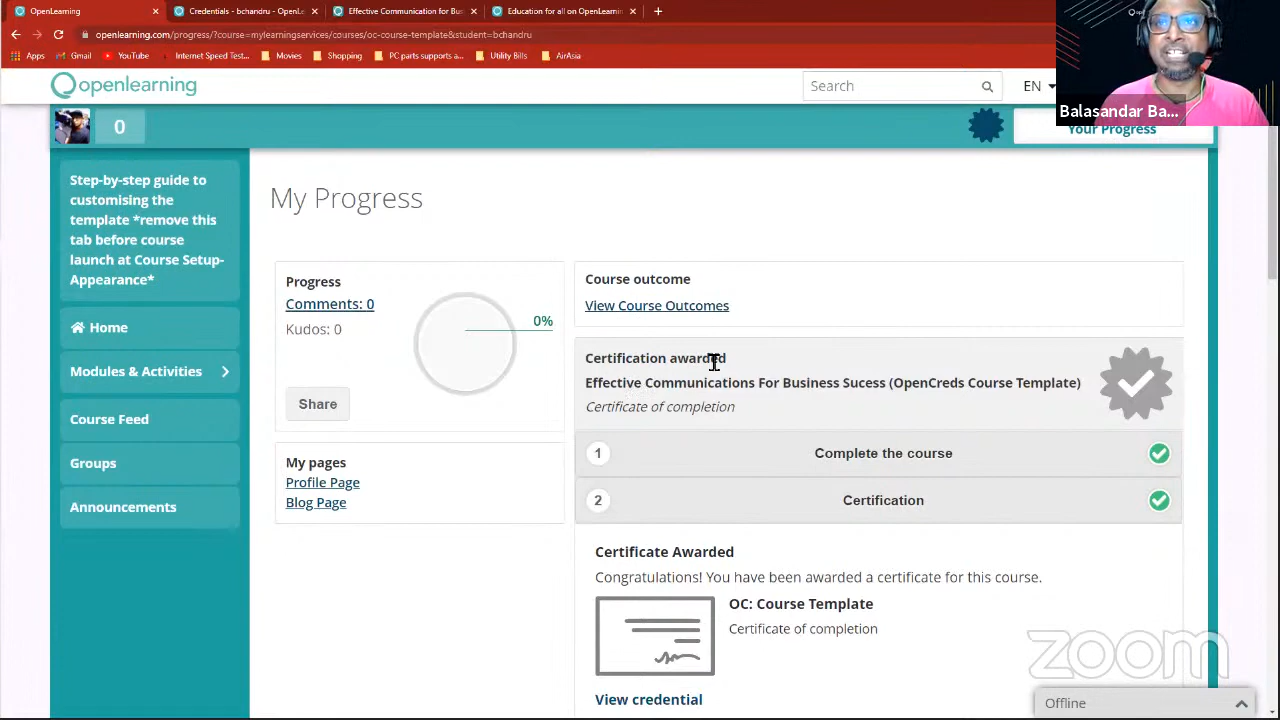 OpenLearning
Credentials - bchandru - OpenLe
Effective Communication for Bus
Education for all on OpenLearnin
openlearning.com/progress/?course=mylearningservices/courses/oc-course-template&student=bchandru
Apps
Gmail
YouTube
Internet Speed Test...
Movies
Shopping
PC parts supports a...
Utility Bills
AirAsia
openlearning
Search
EN
Balasandar Ba...
0
Your Progress
Step-by-step guide to
customising the
template *remove this
tab before course
launch at Course Setup-
Appearance*
Home
Modules & Activities
Course Feed
Groups
Announcements
My Progress
Progress
Comments: 0
Kudos: 0
0%
Share
My pages
Profile Page
Blog Page
Course outcome
View Course Outcomes
Certification awarded
Effective Communications For Business Sucess (OpenCreds Course Template)
Certificate of completion
1 Complete the course
2 Certification
Certificate Awarded
Congratulations! You have been awarded a certificate for this course.
OC: Course Template
Certificate of completion
View credential
zoom
Offline